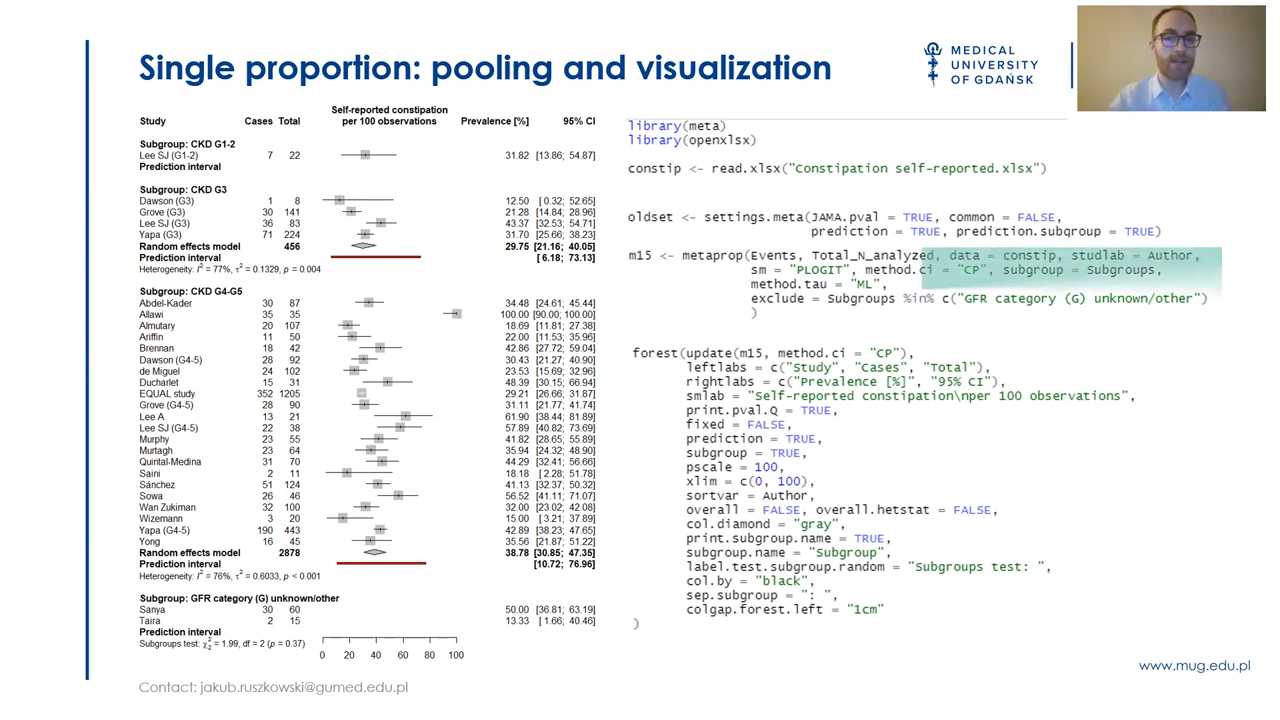 Single proportion: pooling and visualization
MEDICAL
UNIVERSITY
OF GDAŃSK
Self-reported constipation
Study Cases Total per 100 observations Prevalence [%] 95% CI
Subgroup: CKD G1-2
Lee SJ (G1-2) 7 22 31.82 [13.86; 54.87]
Prediction interval
Subgroup: CKD G3
Dawson (G3) 1 8 12.50 [ 0.32; 52.65]
Grove (G3) 30 141 21.28 [14.84; 28.96]
Lee SJ (G3) 36 83 43.37 [32.53; 54.71]
Yapa (G3) 71 224 31.70 [25.66; 38.23]
Random effects model 456 29.75 [21.16; 40.05]
Prediction interval [ 6.18; 73.13]
Heterogeneity: I² = 77%, τ² = 0.1329, p = 0.004
Subgroup: CKD G4-G5
Abdel-Kader 30 87 34.48 [24.61; 45.44]
Allawi 35 35 100.00 [90.00; 100.00]
Almutary 20 107 18.69 [11.81; 27.38]
Ariffin 11 50 22.00 [11.53; 35.96]
Brennan 18 42 42.86 [27.72; 59.04]
Dawson (G4-5) 28 92 30.43 [21.27; 40.90]
de Miguel 24 102 23.53 [15.69; 32.96]
Ducharlet 15 31 48.39 [30.15; 66.94]
EQUAL study 352 1205 29.21 [26.66; 31.87]
Grove (G4-5) 28 90 31.11 [21.77; 41.74]
Lee A 13 21 61.90 [38.44; 81.89]
Lee SJ (G4-5) 22 38 57.89 [40.82; 73.69]
Murphy 23 55 41.82 [28.65; 55.89]
Murtagh 23 64 35.94 [24.32; 48.90]
Quintal-Medina 31 70 44.29 [32.41; 56.66]
Saini 2 11 18.18 [ 2.28; 51.78]
Sánchez 51 124 41.13 [32.37; 50.32]
Sowa 26 46 56.52 [41.11; 71.07]
Wan Zukiman 32 100 32.00 [23.02; 42.08]
Wizemann 3 20 15.00 [ 3.21; 37.89]
Yapa (G4-5) 190 443 42.89 [38.23; 47.65]
Yong 16 45 35.56 [21.87; 51.22]
Random effects model 2878 38.78 [30.85; 47.35]
Prediction interval [10.72; 76.96]
Heterogeneity: I² = 76%, τ² = 0.6033, p < 0.001
Subgroup: GFR category (G) unknown/other
Sanya 30 60 50.00 [36.81; 63.19]
Taira 2 15 13.33 [ 1.66; 40.46]
Prediction interval
Subgroups test: χ²₂ = 1.99, df = 2 (p = 0.37)
0 20 40 60 80 100
library(meta)
library(openxlsx)
constip <- read.xlsx("Constipation self-reported.xlsx")
oldset <- settings.meta(JAMA.pval = TRUE, common = FALSE,
prediction = TRUE, prediction.subgroup = TRUE)
m15 <- metaprop(Events, Total_N_analyzed, data = constip, studlab = Author,
sm = "PLOGIT", method.ci = "CP", subgroup = Subgroups,
method.tau = "ML",
exclude = Subgroups %in% c("GFR category (G) unknown/other")
)
forest(update(m15, method.ci = "CP"),
leftlabs = c("Study", "Cases", "Total"),
rightlabs = c("Prevalence [%]", "95% CI"),
smlab = "Self-reported constipation\nper 100 observations",
print.pval.Q = TRUE,
fixed = FALSE,
prediction = TRUE,
subgroup = TRUE,
pscale = 100,
xlim = c(0, 100),
sortvar = Author,
overall = FALSE, overall.hetstat = FALSE,
col.diamond = "gray",
print.subgroup.name = TRUE,
subgroup.name = "Subgroup",
label.test.subgroup.random = "Subgroups test: ",
col.by = "black",
sep.subgroup = ": ",
colgap.forest.left = "1cm"
)
www.mug.edu.pl
Contact: jakub.ruszkowski@gumed.edu.pl